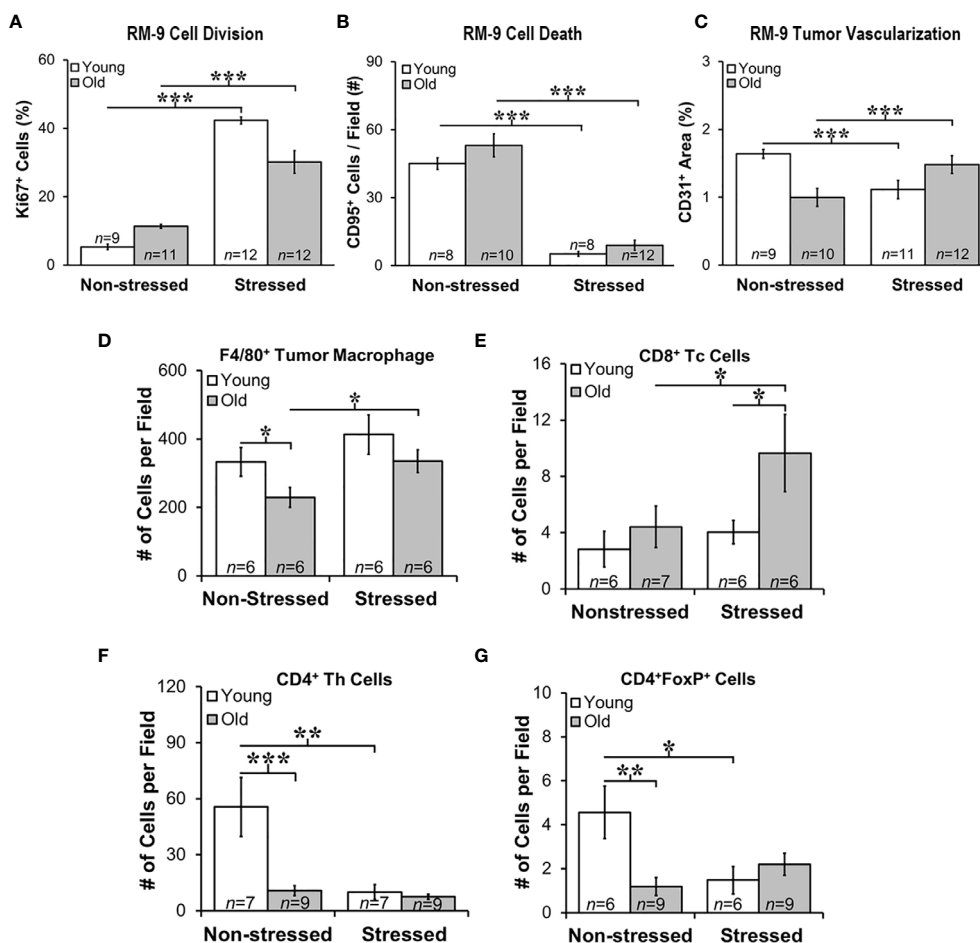 A
RM-9 Cell Division
Young
Old
Ki67+ Cells (%)
60
40
20
0
***
***
n=9
n=11
n=12
n=12
Non-stressed
Stressed
B
RM-9 Cell Death
Young
Old
CD95+ Cells / Field (#)
90
60
30
0
***
***
n=8
n=10
n=8
n=12
Non-stressed
Stressed
C
RM-9 Tumor Vascularization
Young
Old
CD31+ Area (%)
3
2
1
0
***
***
n=9
n=10
n=11
n=12
Non-stressed
Stressed
D
F4/80+ Tumor Macrophage
Young
Old
# of Cells per Field
600
400
200
0
*
*
n=6
n=6
n=6
n=6
Non-Stressed
Stressed
E
CD8+ Tc Cells
Young
Old
# of Cells per Field
16
12
8
4
0
*
*
n=6
n=7
n=6
n=6
Nonstressed
Stressed
F
CD4+ Th Cells
Young
Old
# of Cells per Field
120
90
60
30
0
**
***
n=7
n=9
n=7
n=9
Non-stressed
Stressed
G
CD4+FoxP+ Cells
Young
Old
# of Cells per Field
10
8
6
4
2
0
*
**
n=6
n=9
n=6
n=9
Non-stressed
Stressed